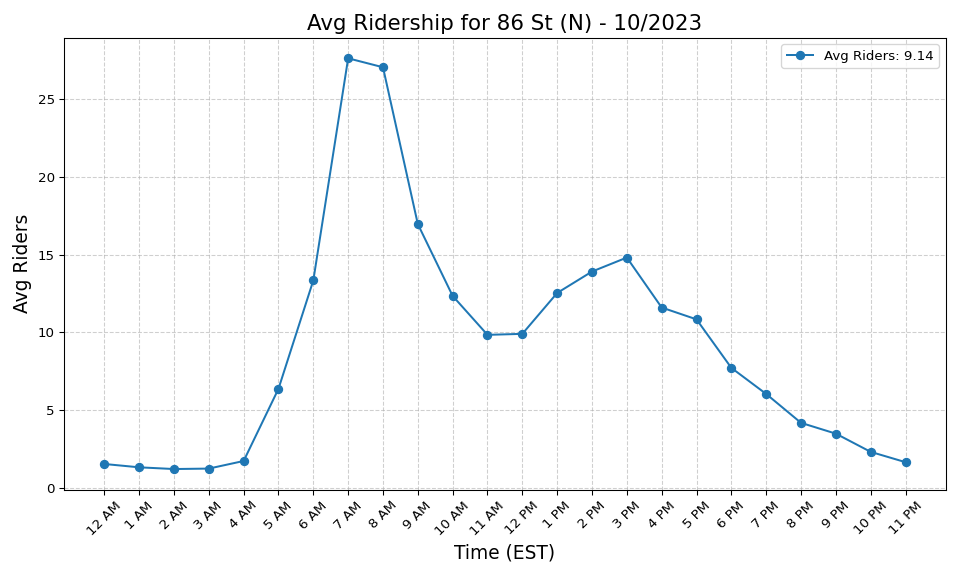 Avg Ridership for 86 St (N) - 10/2023
Avg Riders: 9.14
Avg Riders
25
20
15
10
5
0
12 AM 1 AM 2 AM 3 AM 4 AM 5 AM 6 AM 7 AM 8 AM 9 AM 10 AM 11 AM 12 PM 1 PM 2 PM 3 PM 4 PM 5 PM 6 PM 7 PM 8 PM 9 PM 10 PM 11 PM
Time (EST)